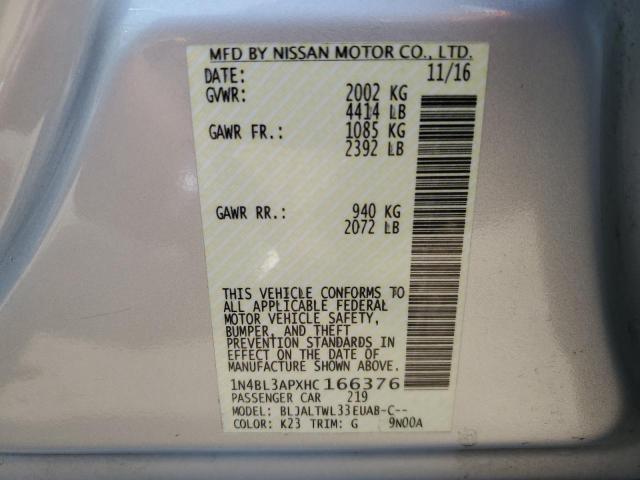 MFD BY NISSAN MOTOR CO., LTD.
DATE: 11/16
GVWR: 2002 KG
4414 LB
GAWR FR.: 1085 KG
2392 LB
GAWR RR.: 940 KG
2072 LB
THIS VEHICLE CONFORMS TO
ALL APPLICABLE FEDERAL
MOTOR VEHICLE SAFETY,
BUMPER, AND THEFT
PREVENTION STANDARDS IN
EFFECT ON THE DATE OF
MANUFACTURE SHOWN ABOVE.
1N4BL3APXHC166376
PASSENGER CAR 219
MODEL: BLJALTWL33EUAB-C--
COLOR: K23 TRIM: G 9N00A